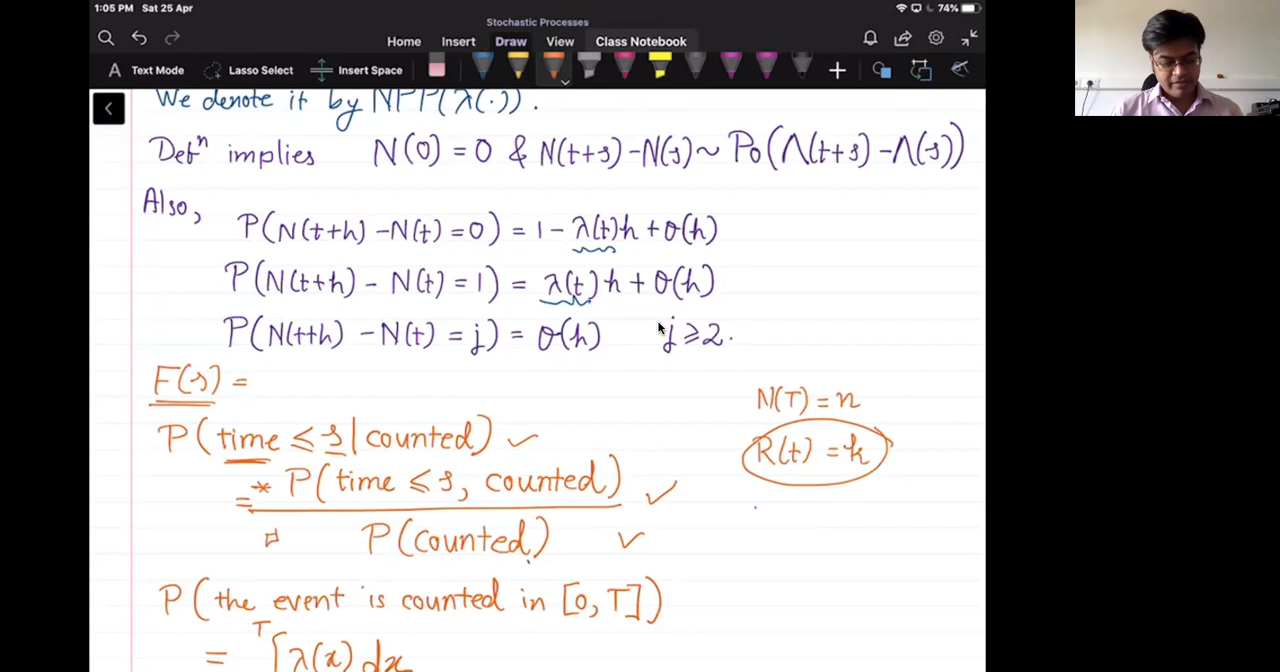 1:05 PM Sat 25 Apr
74%
Stochastic Processes
Home Insert Draw View Class Notebook
Text Mode Lasso Select Insert Space
We denote it by NPP(λ(·)).
Defⁿ implies N(0) = 0 & N(t+s) - N(s) ~ Po(Λ(t+s) - Λ(s))
Also,
P(N(t+h) - N(t) = 0) = 1 - λ(t)h + o(h)
P(N(t+h) - N(t) = 1) = λ(t)h + o(h)
P(N(t+h) - N(t) = j) = o(h) j ≥ 2.
F(s) =
P(time ≤ s | counted) ✓
= * P(time ≤ s, counted) ✓
P(counted) ✓
N(T) = n
R(t) = k
P(the event is counted in [0, T])
= T∫ λ(x) dx